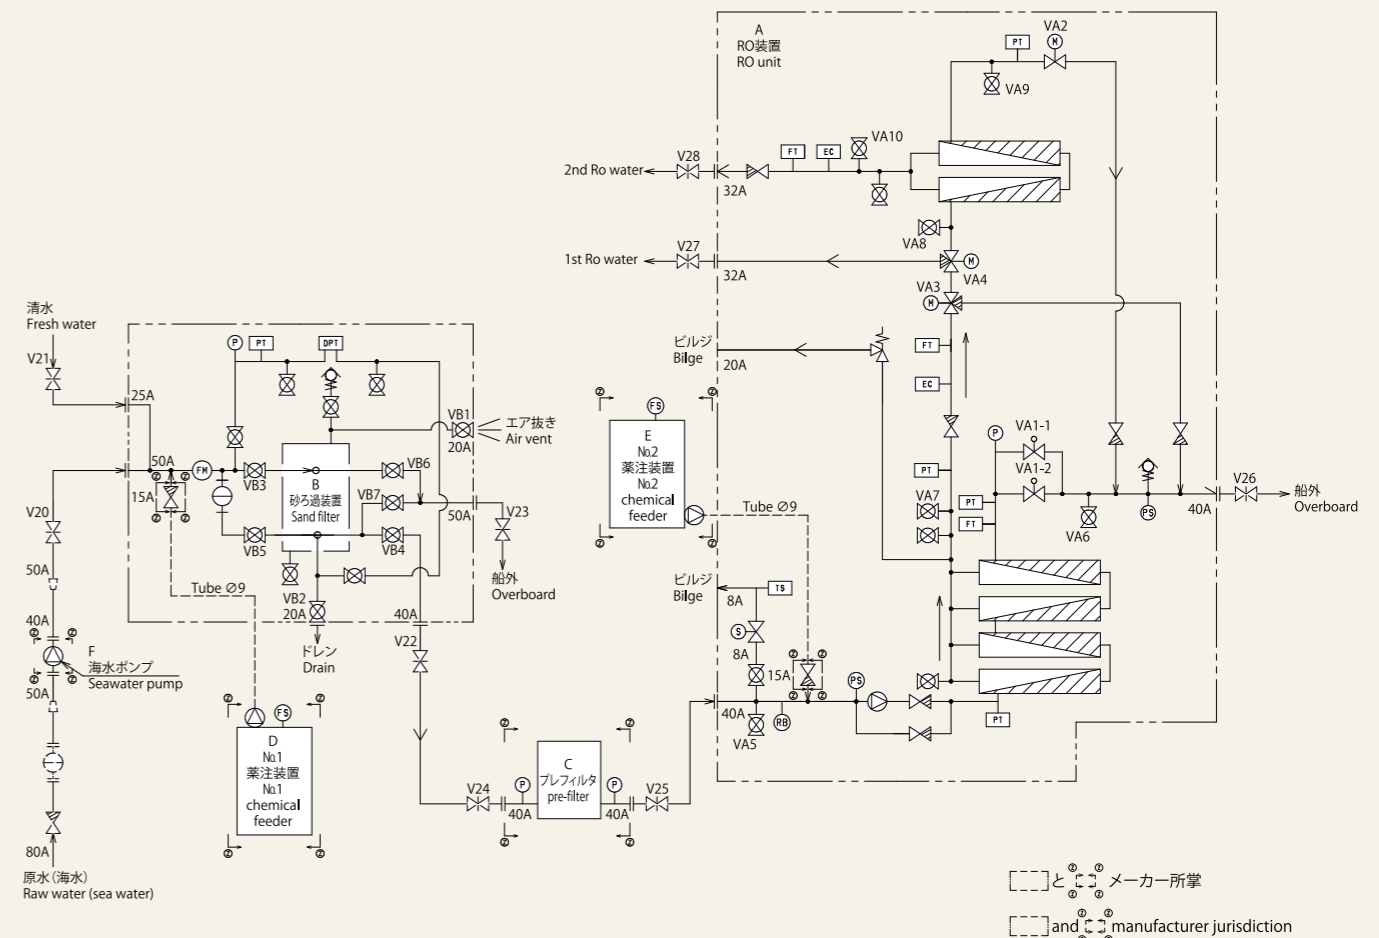 A
RO装置
RO unit
PT
VA2
M
VA9
V28
2nd Ro water
32A
FT
EC
VA10
VA8
V27
1st Ro water
32A
M
VA4
VA3
M
ビルジ
Bilge
20A
FT
EC
PT
VA7
P
VA1-1
VA1-2
PT
FT
VA6
PS
40A
V26
船外
Overboard
清水
Fresh water
V21
25A
P
PT
DPT
VB1
20A
エア抜き
Air vent
50A
FM
VB3
B
砂ろ過装置
Sand filter
VB6
VB7
VB5
VB4
50A
V23
船外
Overboard
Z
Z
15A
Z
Z
V20
50A
40A
Z
Z
F
海水ポンプ
Seawater pump
Z
Z
50A
80A
原水(海水)
Raw water (sea water)
Tube ∅9
VB2
20A
ドレン
Drain
40A
V22
Z
Z
FS
D
No.1
薬注装置
No.1
chemical
feeder
Z
Z
Z
Z
FS
E
No.2
薬注装置
No.2
chemical
feeder
Z
Z
Tube ∅9
ビルジ
Bilge
8A
TS
S
8A
Z
Z
15A
Z
Z
40A
VA5
RB
PS
PT
V24
Z
Z
P
C
プレフィルタ
pre-filter
P
40A
40A
Z
Z
V25
と
Z
Z
Z
Z
メーカー所掌
and
Z
Z
Z
Z
manufacturer jurisdiction